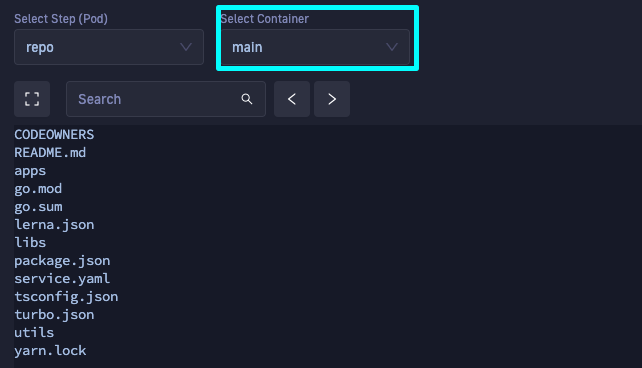 Select Step (Pod)
Select Container
repo
main
Search
CODEOWNERS
README.md
apps
go.mod
go.sum
lerna.json
libs
package.json
service.yaml
tsconfig.json
turbo.json
utils
yarn.lock